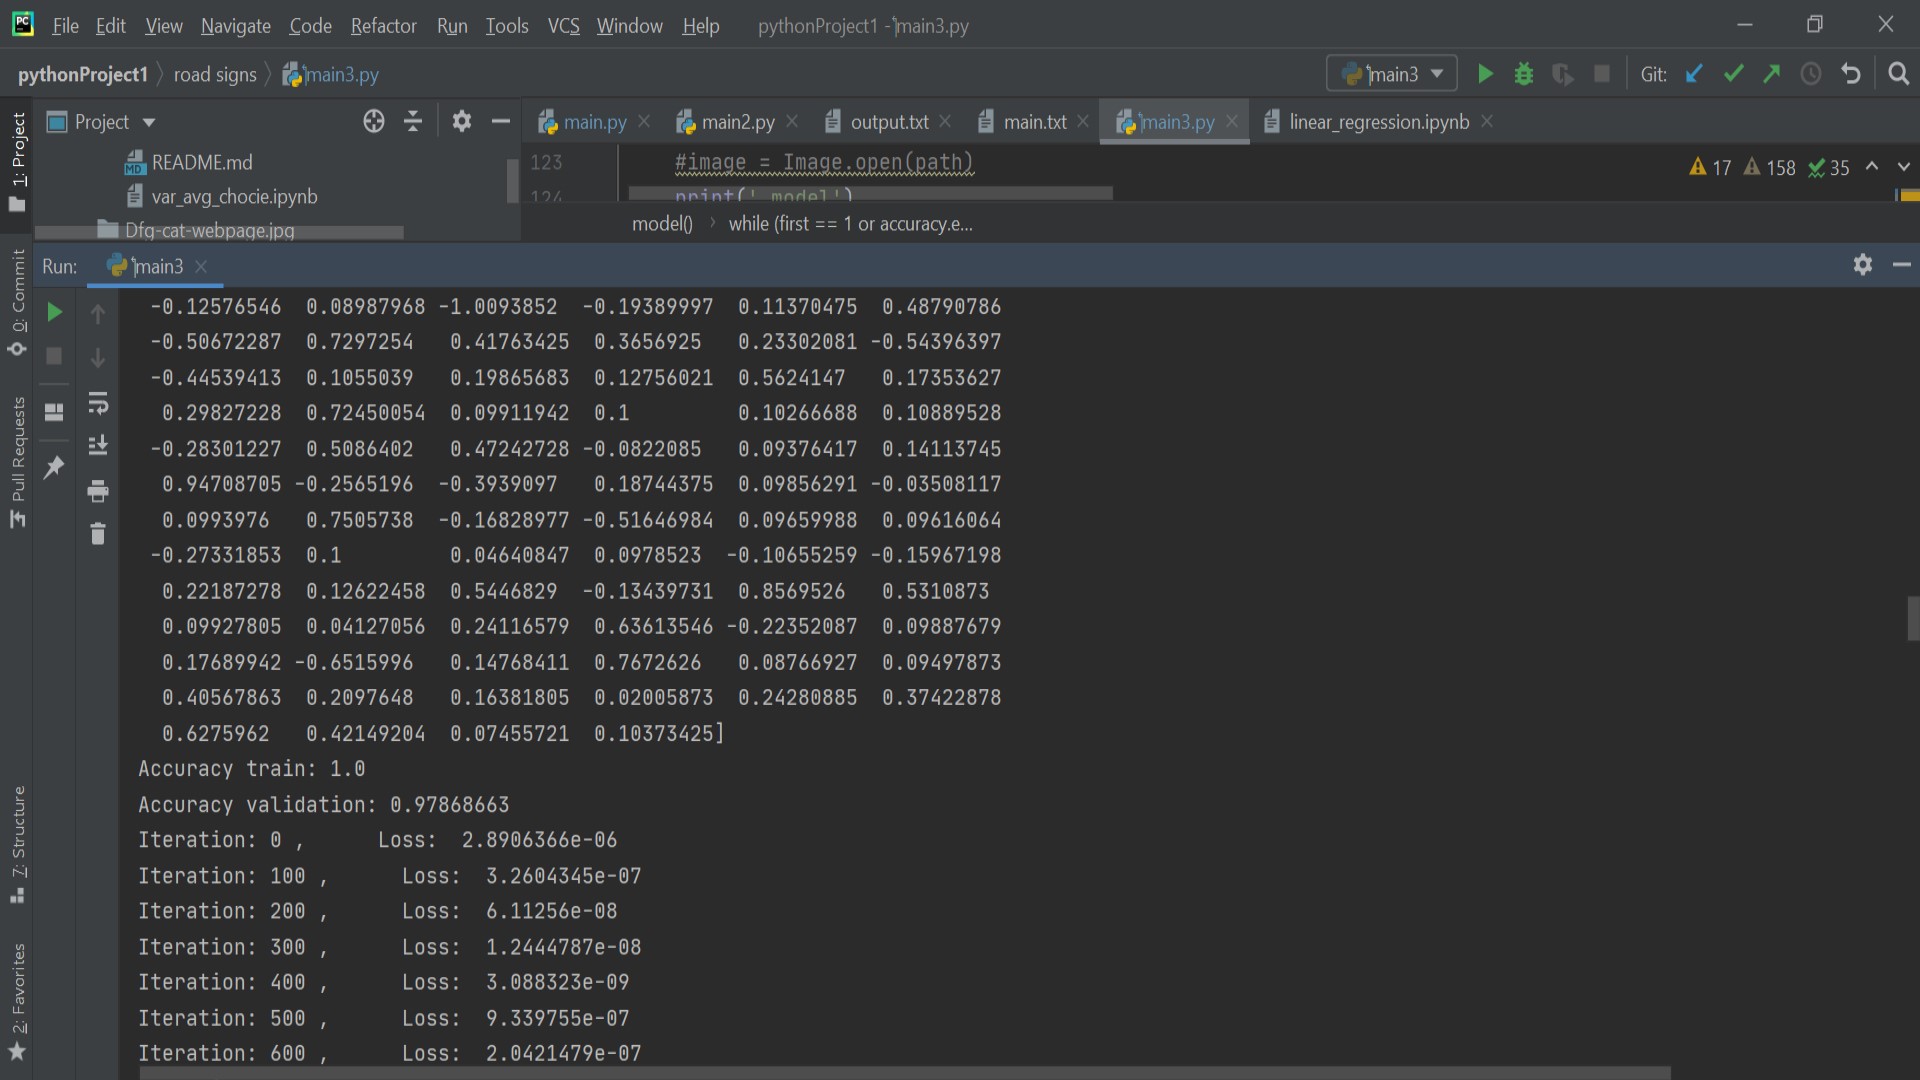 File Edit View Navigate Code Refactor Run Tools VCS Window Help pythonProject1 - main3.py
pythonProject1 road signs main3.py main3 Git:
1: Project
Project main.py main2.py output.txt main.txt main3.py linear_regression.ipynb
README.md 123 #image = Image.open(path) 17 158 35
var_avg_chocie.ipynb 124 print(' model')
Dfg-cat-webpage.jpg model() while (first == 1 or accuracy.e...
0: Commit
Run: main3
-0.12576546 0.08987968 -1.0093852 -0.19389997 0.11370475 0.48790786
-0.50672287 0.7297254 0.41763425 0.3656925 0.23302081 -0.54396397
-0.44539413 0.1055039 0.19865683 0.12756021 0.5624147 0.17353627
0.29827228 0.72450054 0.09911942 0.1 0.10266688 0.10889528
-0.28301227 0.5086402 0.47242728 -0.0822085 0.09376417 0.14113745
0.94708705 -0.2565196 -0.3939097 0.18744375 0.09856291 -0.03508117
0.0993976 0.7505738 -0.16828977 -0.51646984 0.09659988 0.09616064
-0.27331853 0.1 0.04640847 0.0978523 -0.10655259 -0.15967198
0.22187278 0.12622458 0.5446829 -0.13439731 0.8569526 0.5310873
0.09927805 0.04127056 0.24116579 0.63613546 -0.22352087 0.09887679
0.17689942 -0.6515996 0.14768411 0.7672626 0.08766927 0.09497873
0.40567863 0.2097648 0.16381805 0.02005873 0.24280885 0.37422878
0.6275962 0.42149204 0.07455721 0.10373425]
Accuracy train: 1.0
Accuracy validation: 0.97868663
Iteration: 0 , Loss: 2.8906366e-06
Iteration: 100 , Loss: 3.2604345e-07
Iteration: 200 , Loss: 6.11256e-08
Iteration: 300 , Loss: 1.2444787e-08
Iteration: 400 , Loss: 3.088323e-09
Iteration: 500 , Loss: 9.339755e-07
Iteration: 600 , Loss: 2.0421479e-07
Pull Requests
7: Structure
2: Favorites